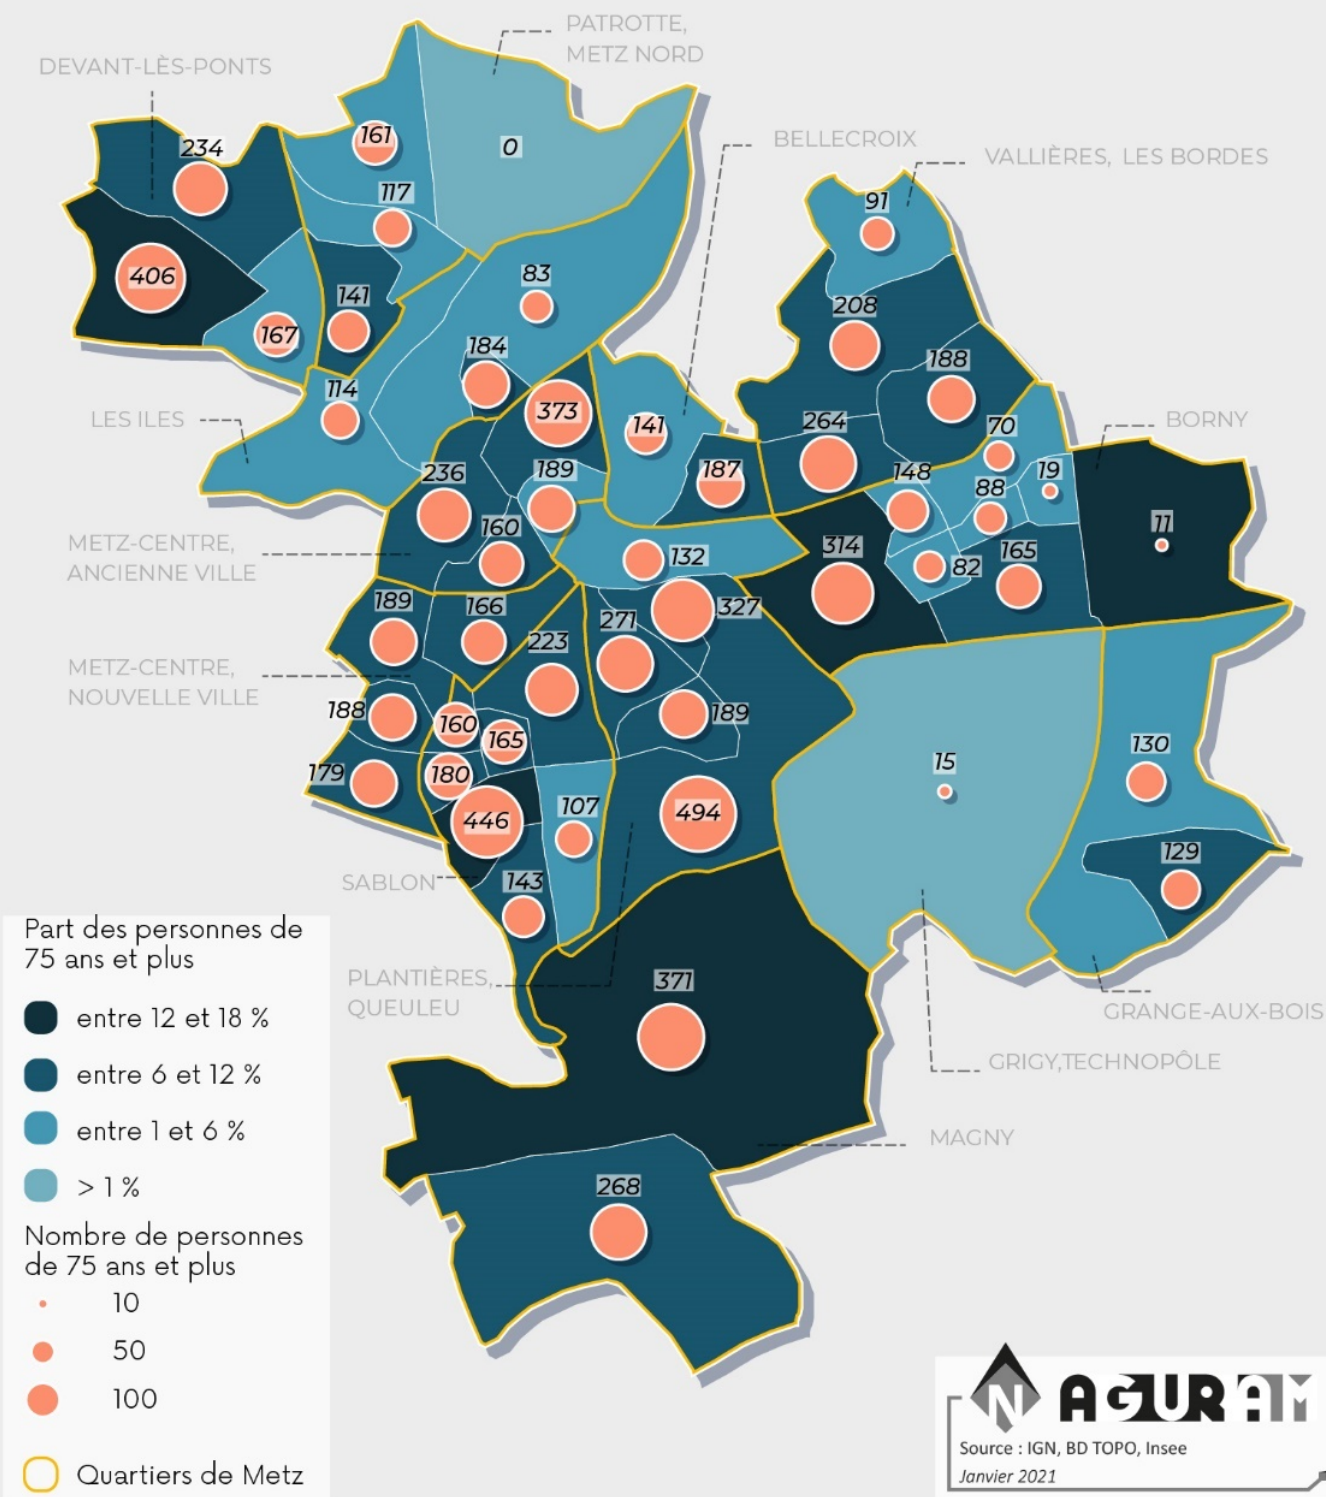 PATROTTE,
METZ NORD
DEVANT-LÈS-PONTS
BELLECROIX
VALLIÈRES, LES BORDES
234
161
0
117
91
406
141
167
83
208
184
188
114
LES ILES
373
141
264
70
BORNY
236
189
187
148
88
19
11
METZ-CENTRE,
ANCIENNE VILLE
160
132
314
82
165
189
166
223
271
327
METZ-CENTRE,
NOUVELLE VILLE
188
160
165
189
179
180
15
130
446
107
494
129
SABLON
143
Part des personnes de
75 ans et plus
entre 12 et 18 %
entre 6 et 12 %
entre 1 et 6 %
> 1 %
PLANTIÈRES,
QUEULEU
371
GRANGE-AUX-BOIS
GRIGY,TECHNOPÔLE
MAGNY
268
Nombre de personnes
de 75 ans et plus
10
50
100
Quartiers de Metz
N AGURAM
Source : IGN, BD TOPO, Insee
Janvier 2021